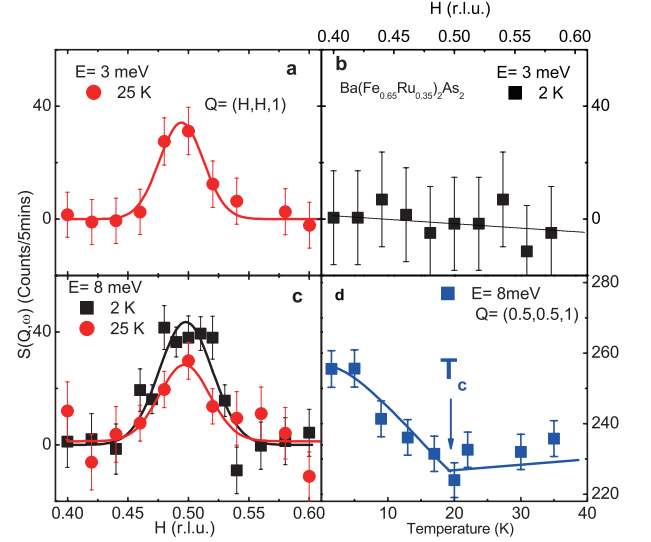 H (r.l.u.)
0.40 0.45 0.50 0.55 0.60
E= 3 meV
25 K
a
Q= (H,H,1)
40
0
b
E= 3 meV
2 K
Ba(Fe0.65Ru0.35)2As2
40
0
S(Q,ω) (Counts/5mins)
E= 8 meV
2 K
25 K
c
40
0
0.40 0.45 0.50 0.55 0.60
H (r.l.u.)
d
E= 8meV
Q= (0.5,0.5,1)
Tc
280
260
240
220
0 10 20 30 40
Temperature (K)